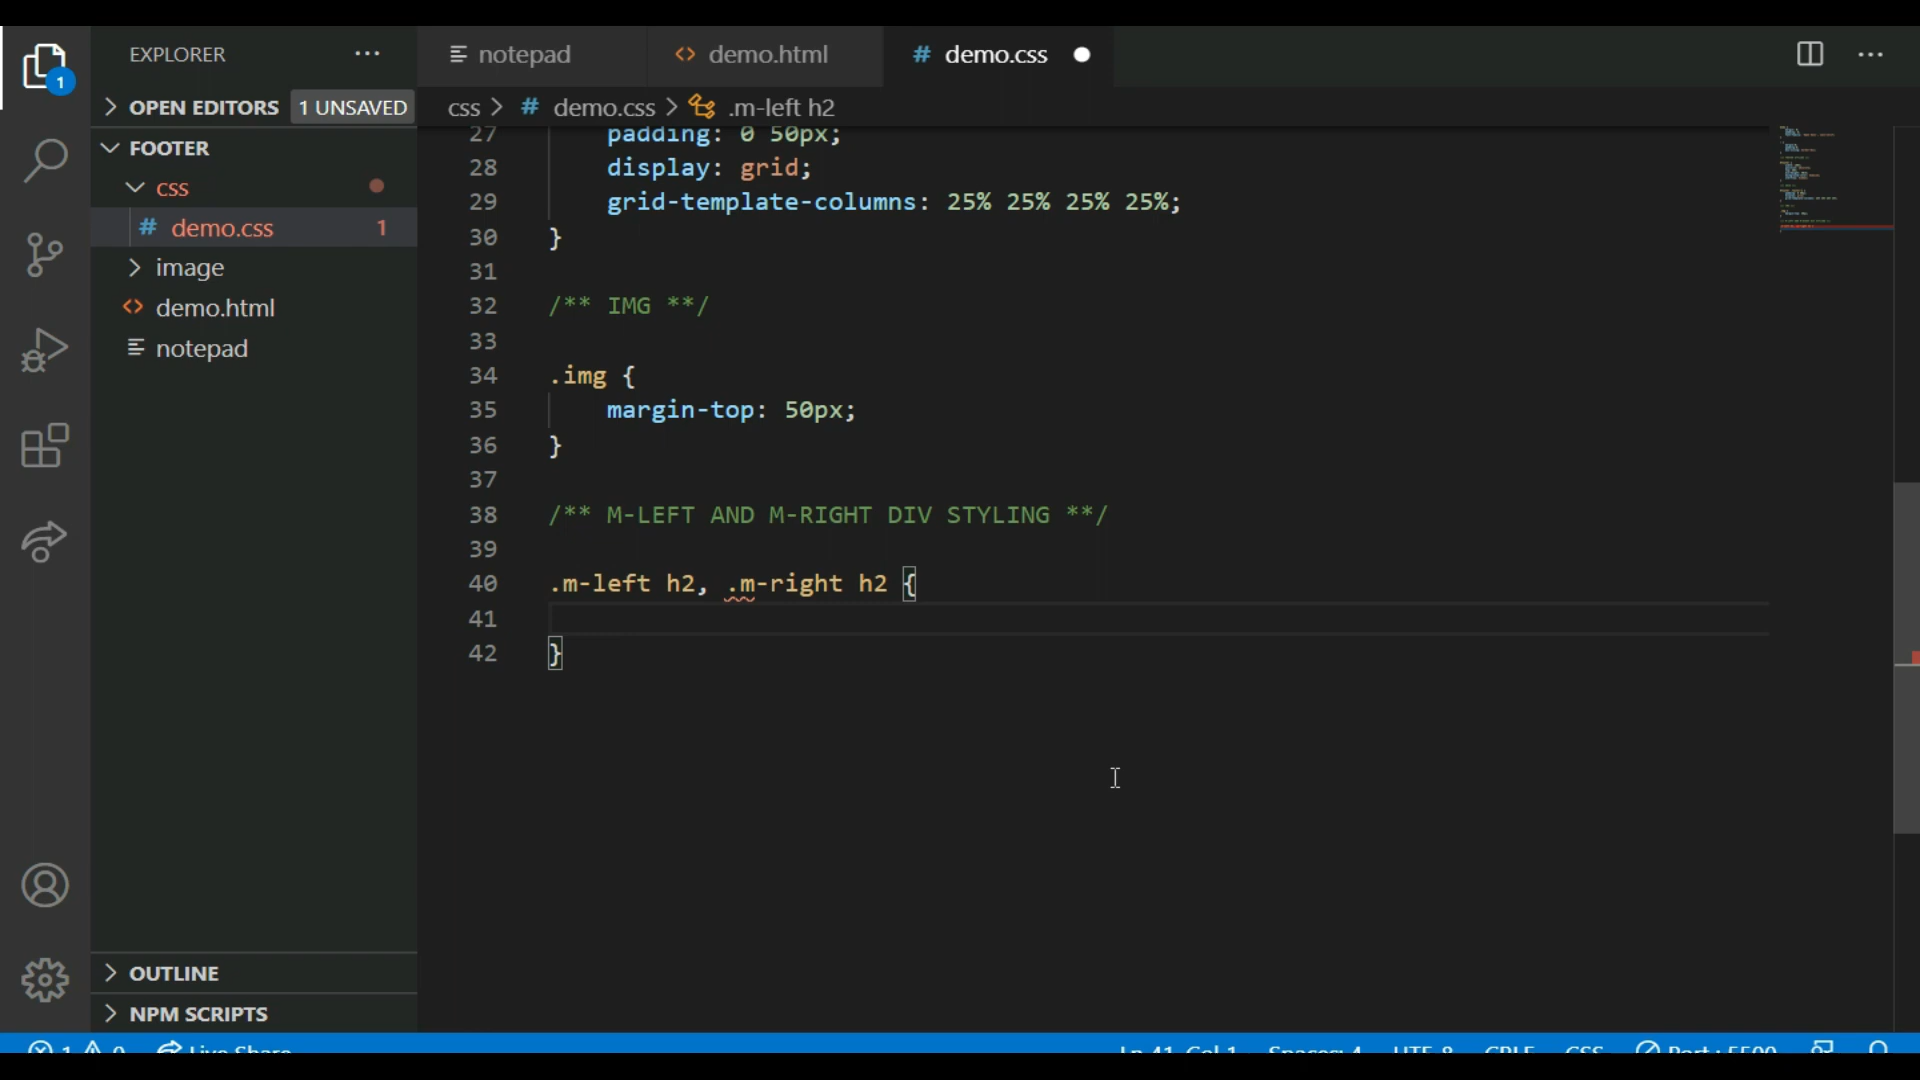 EXPLORER
notepad
<> demo.html
# demo.css
1
OPEN EDITORS 1 UNSAVED
css > # demo.css > .m-left h2
FOOTER
css
# demo.css 1
image
<> demo.html
notepad
27 padding: 0 50px;
28 display: grid;
29 grid-template-columns: 25% 25% 25% 25%;
30 }
31
32 /** IMG **/
33
34 .img {
35 margin-top: 50px;
36 }
37
38 /** M-LEFT AND M-RIGHT DIV STYLING **/
39
40 .m-left h2, .m-right h2 {
41
42 }
OUTLINE
NPM SCRIPTS
1 0 Live Share Ln 41, Col 1 Spaces: 4 UTF-8 CRLF CSS Port : 5500